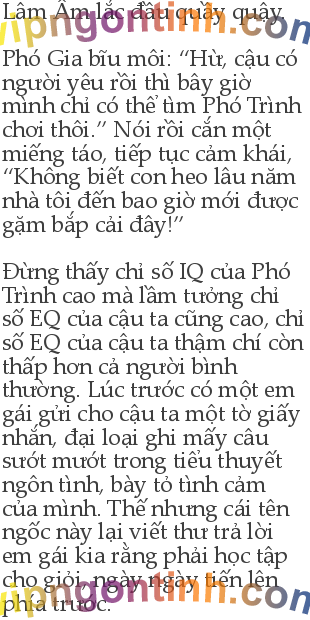 Lâm Ấm lắc đầu quầy quậy.
Phó Gia bĩu môi: “Hừ, cậu có
người yêu rồi thì bây giờ
mình chỉ có thể tìm Phó Trình
chơi thôi.” Nói rồi cắn một
miếng táo, tiếp tục cảm khái,
“Không biết con heo lâu năm
nhà tôi đến bao giờ mới được
gặm bắp cải đây!”
Đừng thấy chỉ số IQ của Phó
Trình cao mà lầm tưởng chỉ
số EQ của cậu ta cũng cao, chỉ
số EQ của cậu ta thậm chí còn
thấp hơn cả người bình
thường. Lúc trước có một em
gái gửi cho cậu ta một tờ giấy
nhắn, đại loại ghi mấy câu
sướt mướt trong tiểu thuyết
ngôn tình, bày tỏ tình cảm
của mình. Thế nhưng cái tên
ngốc này lại viết thư trả lời
em gái kia rằng phải học tập
cho giỏi, ngày ngày tiến lên
phía trước.
vipngontinh.com
vipngontinh.com